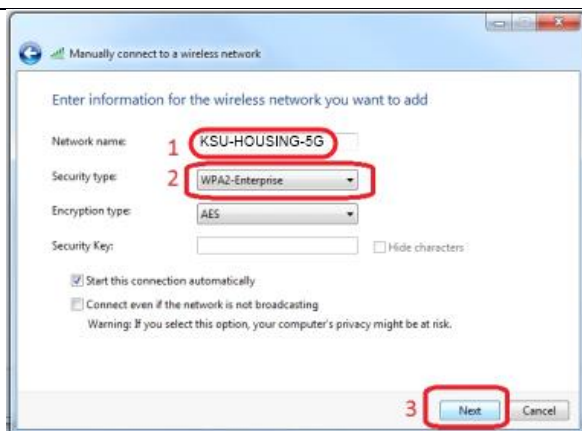 Manually connect to a wireless network
Enter information for the wireless network you want to add
Network name: 1 KSU-HOUSING-5G
Security type: 2 WPA2-Enterprise
Encryption type: AES
Security Key: Hide characters
Start this connection automatically
Connect even if the network is not broadcasting
Warning: If you select this option, your computer's privacy might be at risk.
3 Next Cancel